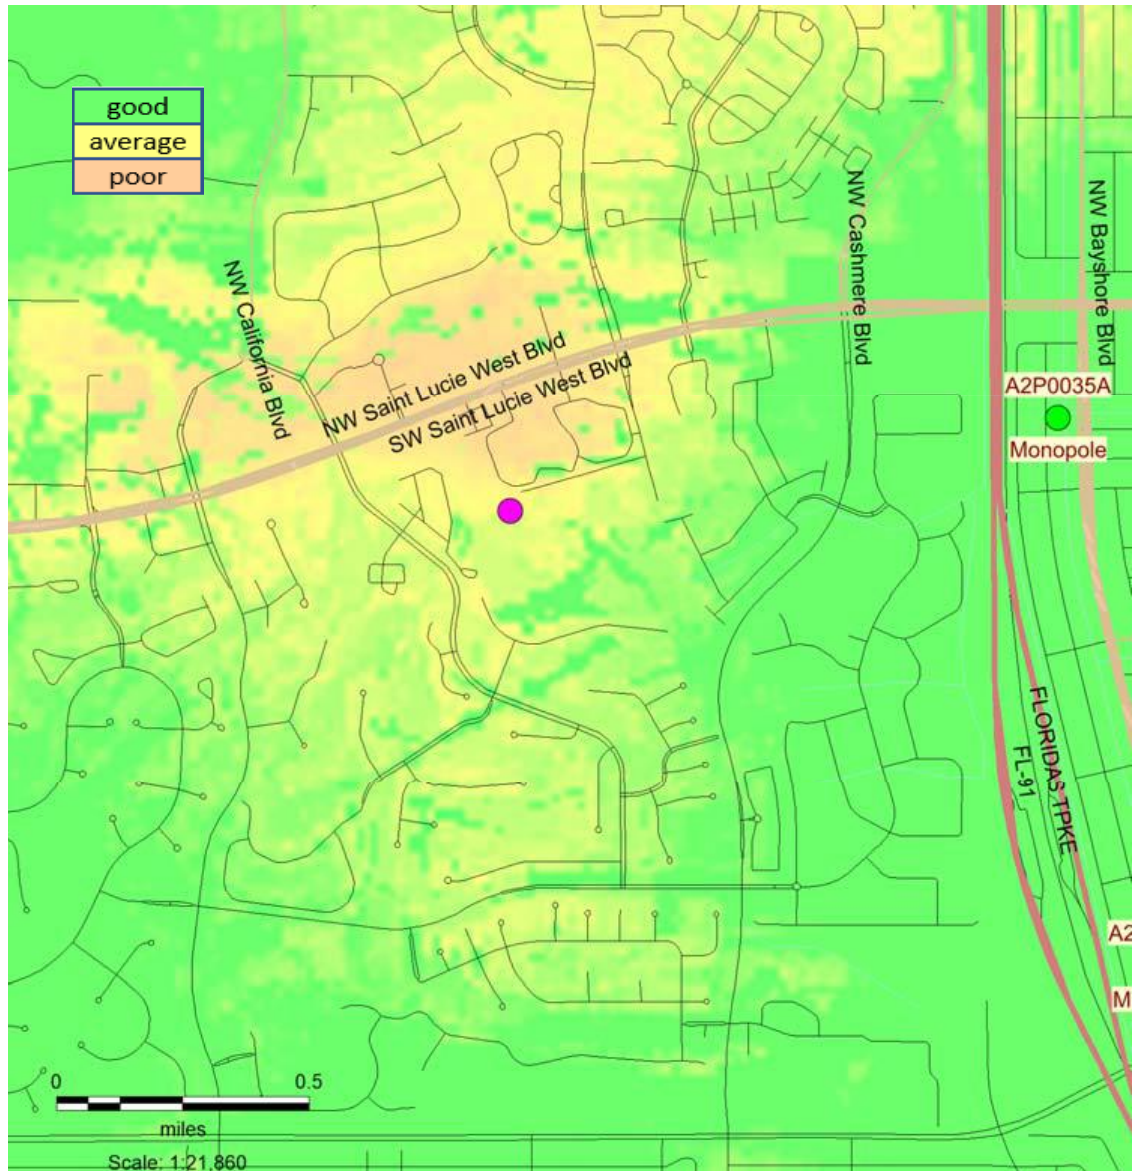 good
average
poor
NW California Blvd
NW Saint Lucie West Blvd
SW Saint Lucie West Blvd
NW Cashmere Blvd
NW Bayshore Blvd
A2P0035A
Monopole
FLORIDAS TPKE
FL-91
A2
M
0 0.5
miles
Scale: 1:21,860